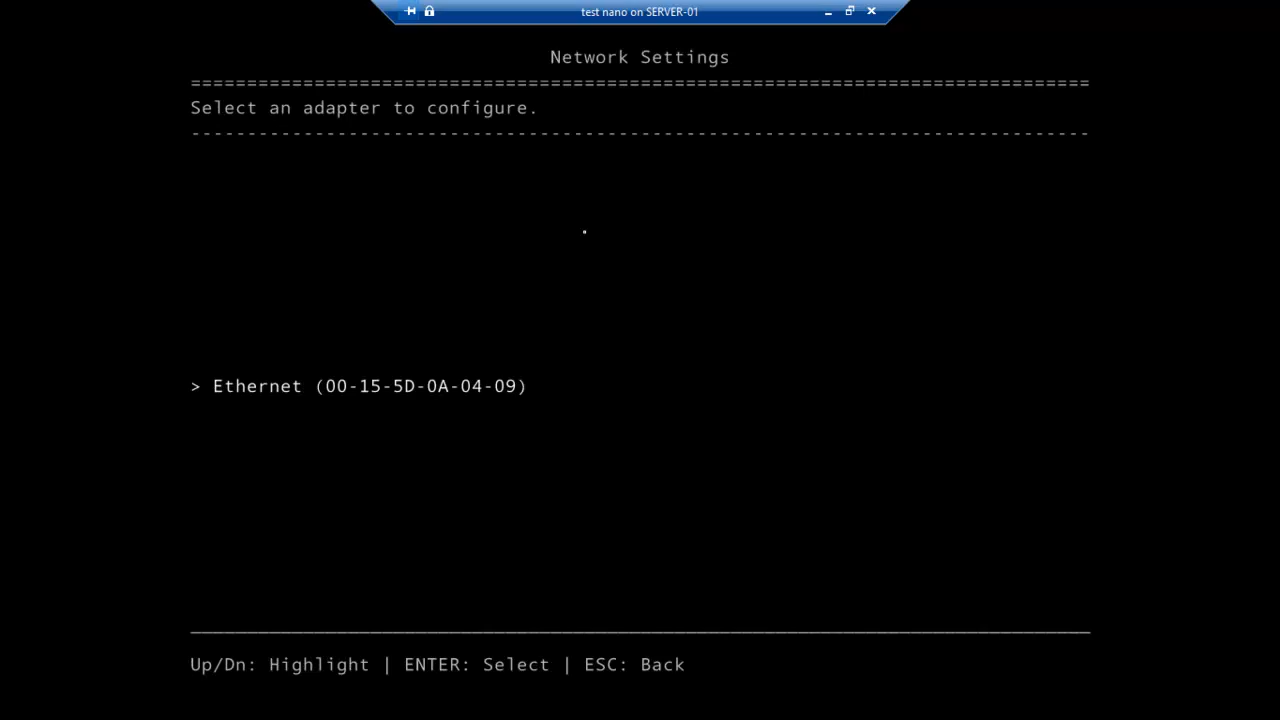 test nano on SERVER-01
Network Settings
================================================================================
Select an adapter to configure.
--------------------------------------------------------------------------------
> Ethernet (00-15-5D-0A-04-09)
Up/Dn: Highlight | ENTER: Select | ESC: Back